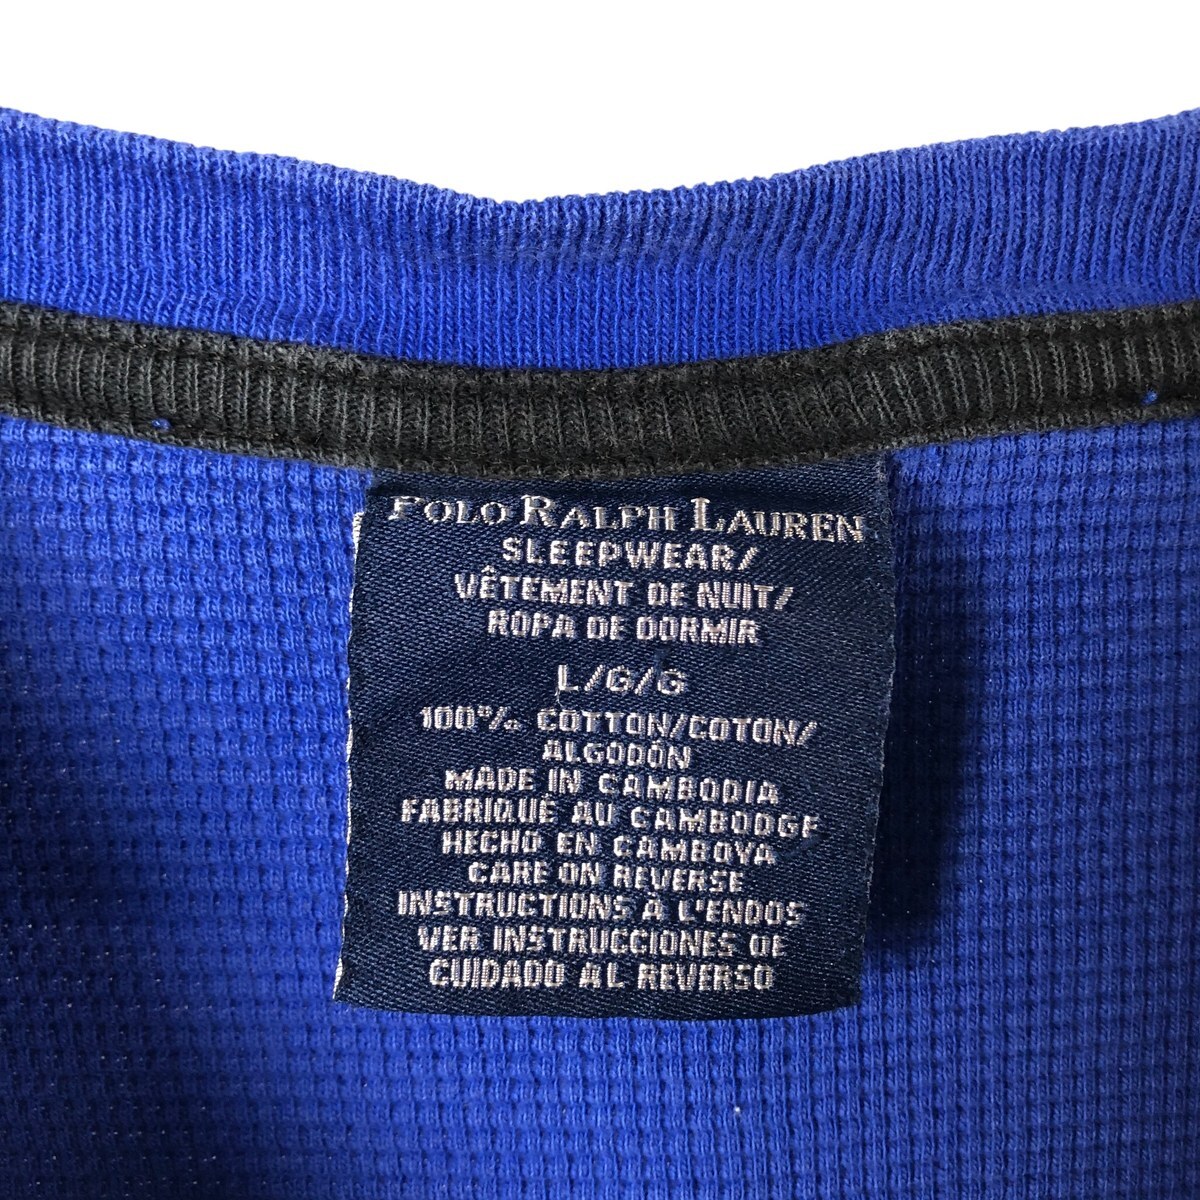 POLO RALPH LAUREN
SLEEPWEAR/
VÊTEMENT DE NUIT/
ROPA DE DORMIR
L/G/G
100% COTTON/COTON/
ALGODÓN
MADE IN CAMBODIA
FABRIQUÉ AU CAMBODGE
HECHO EN CAMBOYA
CARE ON REVERSE
INSTRUCTIONS À L'ENDOS
VER INSTRUCCIONES DE
CUIDADO AL REVERSO